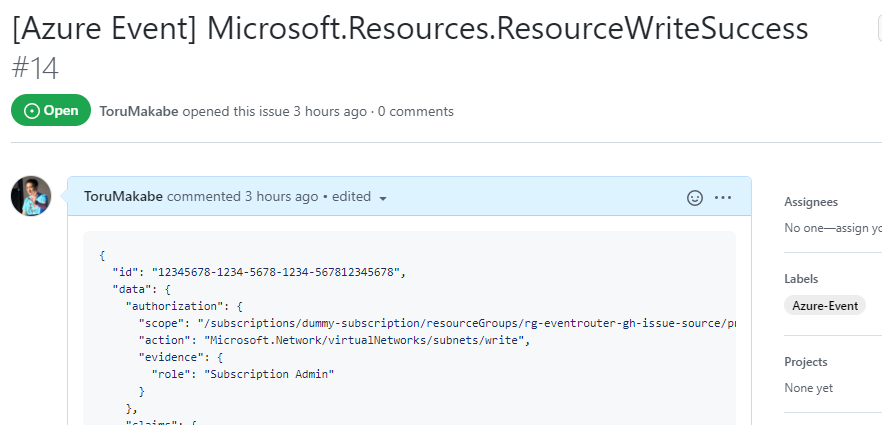 [Azure Event] Microsoft.Resources.ResourceWriteSuccess
#14
Open ToruMakabe opened this issue 3 hours ago · 0 comments
ToruMakabe commented 3 hours ago • edited
Assignees
No one—assign
Labels
Azure-Event
Projects
None yet
{
"id": "12345678-1234-5678-1234-567812345678",
"data": {
"authorization": {
"scope": "/subscriptions/dummy-subscription/resourceGroups/rg-eventrouter-gh-issue-source/
"action": "Microsoft.Network/virtualNetworks/subnets/write",
"evidence": {
"role": "Subscription Admin"
}
},
"claims": {